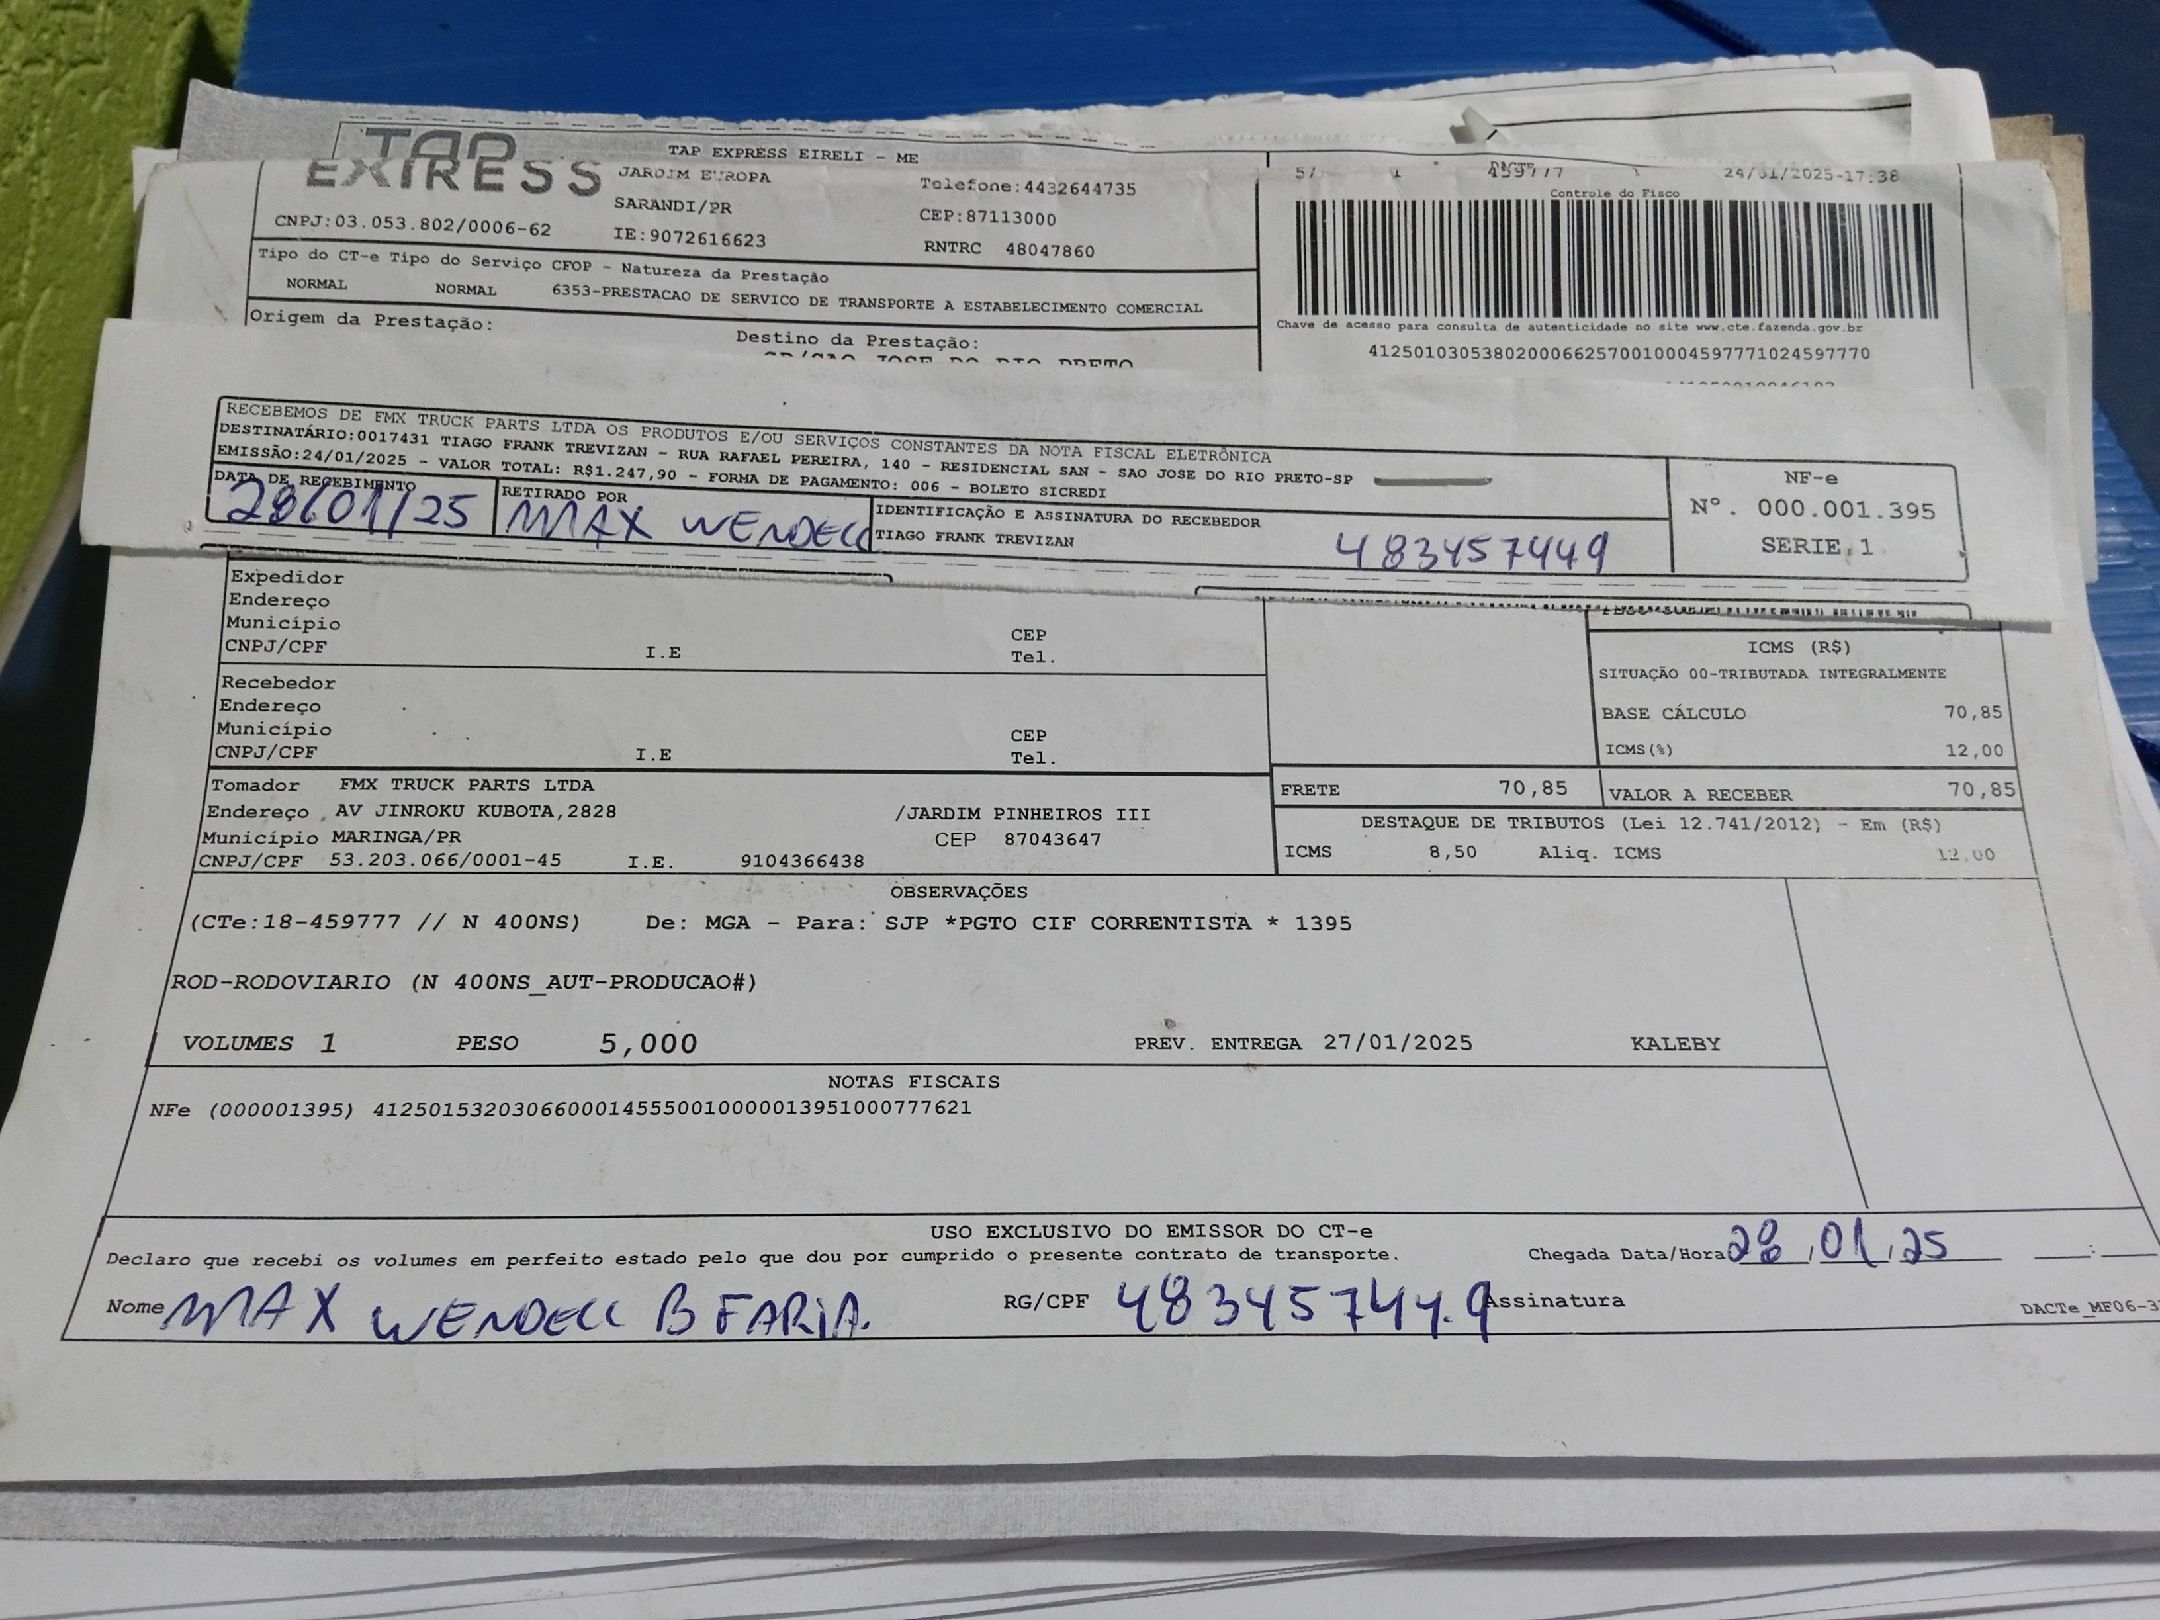 TAP
EXPRESS
TAP EXPRESS EIRELI - ME
JARDIM EUROPA
Telefone:4432644735
SARANDI/PR
CEP:87113000
CNPJ:03.053.802/0006-62
IE:9072616623
RNTRC 48047860
DACTE
57 1 459777 1 24/01/2025-17:38
Controle do Fisco
Chave de acesso para consulta de autenticidade no site www.cte.fazenda.gov.br
41250103053802000662570010004597771024597770
Tipo do CT-e Tipo do Serviço CFOP - Natureza da Prestação
NORMAL NORMAL 6353-PRESTACAO DE SERVICO DE TRANSPORTE A ESTABELECIMENTO COMERCIAL
Origem da Prestação:
Destino da Prestação:
SP/SAO JOSE DO RIO PRETO
RECEBEMOS DE FMX TRUCK PARTS LTDA OS PRODUTOS E/OU SERVIÇOS CONSTANTES DA NOTA FISCAL ELETRÔNICA
DESTINATÁRIO:0017431 TIAGO FRANK TREVIZAN - RUA RAFAEL PEREIRA, 140 - RESIDENCIAL SAN - SAO JOSE DO RIO PRETO-SP
EMISSÃO:24/01/2025 - VALOR TOTAL: R$1.247,90 - FORMA DE PAGAMENTO: 006 - BOLETO SICREDI
DATA DE RECEBIMENTO
28/01/25
RETIRADO POR
MAX WENDELL
IDENTIFICAÇÃO E ASSINATURA DO RECEBEDOR
TIAGO FRANK TREVIZAN 483457449
NF-e
Nº. 000.001.395
SERIE 1
Expedidor
Endereço
Município CEP
CNPJ/CPF I.E Tel.
Recebedor
Endereço
Município CEP
CNPJ/CPF I.E Tel.
ICMS (R$)
SITUAÇÃO 00-TRIBUTADA INTEGRALMENTE
BASE CÁLCULO 70,85
ICMS(%) 12,00
Tomador FMX TRUCK PARTS LTDA
Endereço AV JINROKU KUBOTA,2828 /JARDIM PINHEIROS III
Município MARINGA/PR CEP 87043647
CNPJ/CPF 53.203.066/0001-45 I.E. 9104366438
FRETE 70,85 VALOR A RECEBER 70,85
DESTAQUE DE TRIBUTOS (Lei 12.741/2012) - Em (R$)
ICMS 8,50 Aliq. ICMS 12,00
OBSERVAÇÕES
(CTe:18-459777 // N 400NS) De: MGA - Para: SJP *PGTO CIF CORRENTISTA * 1395
ROD-RODOVIARIO (N 400NS_AUT-PRODUCAO#)
VOLUMES 1 PESO 5,000 PREV. ENTREGA 27/01/2025 KALEBY
NOTAS FISCAIS
NFe (000001395) 41250153203066000145550010000013951000777621
USO EXCLUSIVO DO EMISSOR DO CT-e
Declaro que recebi os volumes em perfeito estado pelo que dou por cumprido o presente contrato de transporte. Chegada Data/Hora 28/01/25 __:__
Nome MAX WENDELL B FARIA. RG/CPF 48345744.9 Assinatura